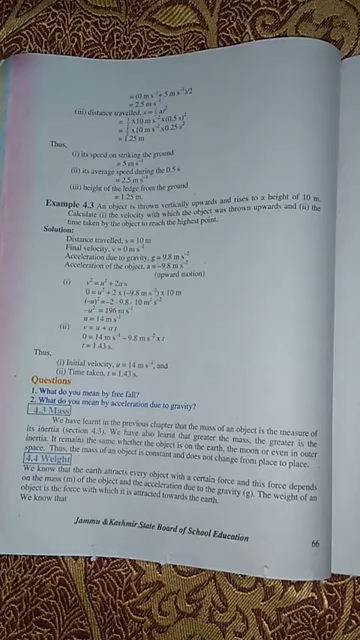 = (0 m s⁻¹ + 5 m s⁻¹)/2
= 2.5 m s⁻¹
(iii) distance travelled, s = ½ at²
= ½ x10 m s⁻² x(0.5 s)²
= ½ x10 m s⁻² x0.25 s²
= 1.25 m
Thus,
(i) its speed on striking the ground
= 5 m s⁻¹
(ii) its average speed during the 0.5 s
= 2.5 m s⁻¹
(iii) height of the ledge from the ground
= 1.25 m.
Example 4.3 An object is thrown vertically upwards and rises to a height of 10 m.
Calculate (i) the velocity with which the object was thrown upwards and (ii) the
time taken by the object to reach the highest point.
Solution:
Distance travelled, s = 10 m
Final velocity, v = 0 m s⁻¹
Acceleration due to gravity, g = 9.8 m s⁻²
Acceleration of the object, a = –9.8 m s⁻²
(upward motion)
(i) v² = u² + 2a s
0 = u² + 2 x (–9.8 m s⁻²) x 10 m
(–u)² = –2 · 9.8 · 10 m² s⁻²
–u² = 196 m s⁻¹
u = 14 m s⁻¹
(ii) v = u + a t
0 = 14 m s⁻¹ – 9.8 m s⁻² x t
t = 1.43 s.
Thus,
(i) Initial velocity, u = 14 m s⁻¹, and
(ii) Time taken, t = 1.43 s.
Questions
1. What do you mean by free fall?
2. What do you mean by acceleration due to gravity?
4.3 Mass
We have learnt in the previous chapter that the mass of an object is the measure of
its inertia (section 4.3). We have also learnt that greater the mass, the greater is the
inertia. It remains the same whether the object is on the earth, the moon or even in outer
space. Thus, the mass of an object is constant and does not change from place to place.
4.4 Weight
We know that the earth attracts every object with a certain force and this force depends
on the mass (m) of the object and the acceleration due to the gravity (g). The weight of an
object is the force with which it is attracted towards the earth.
We know that
Jammu &Kashmir State Board of School Education
66